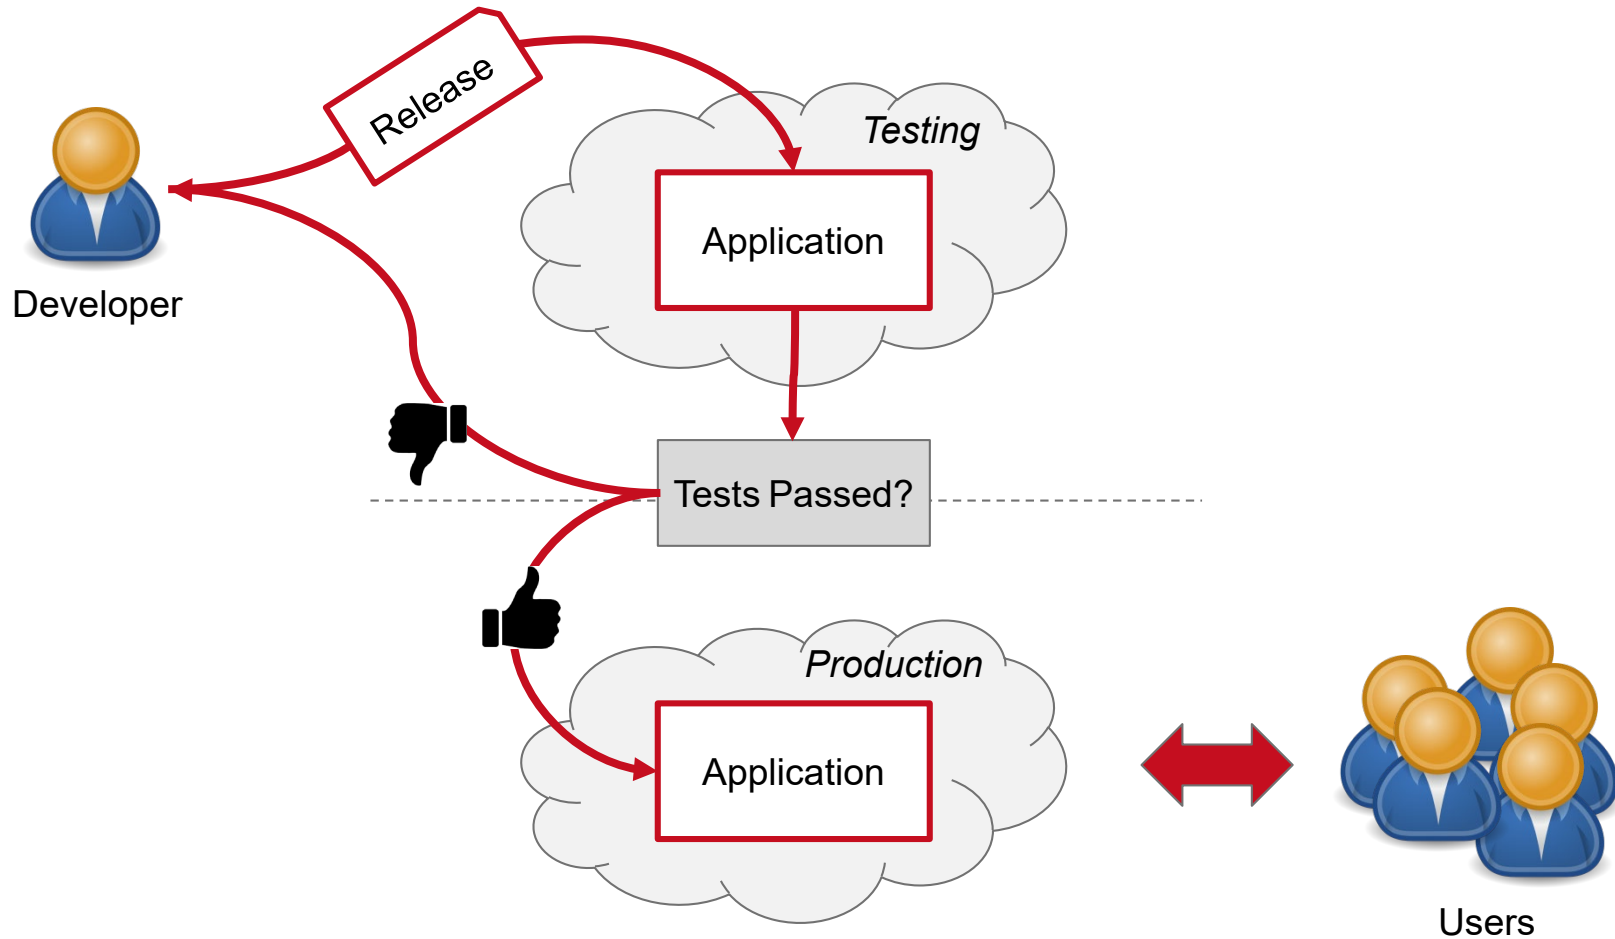 Release
Testing
Application
Developer
Tests Passed?
Production
Application
Users